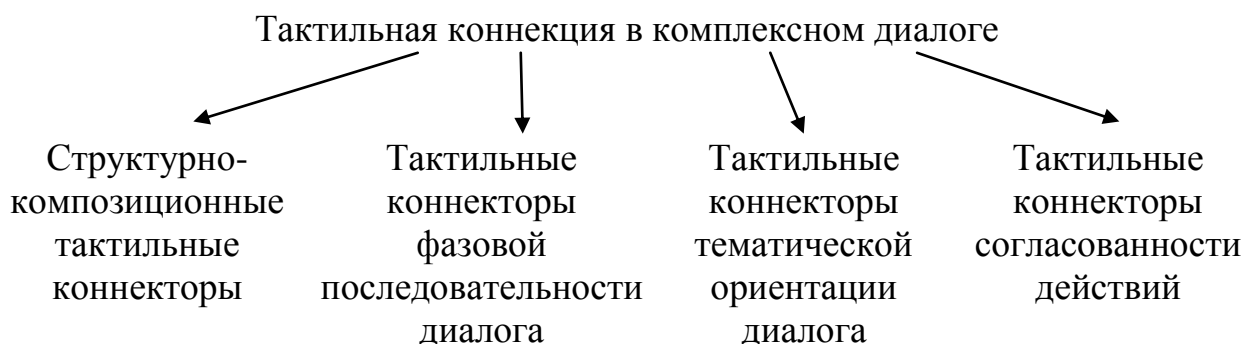 Тактильная коннекция в комплексном диалоге
Структурно-
композиционные
тактильные
коннекторы
Тактильные
коннекторы
фазовой
последовательности
диалога
Тактильные
коннекторы
тематической
ориентации
диалога
Тактильные
коннекторы
согласованности
действий